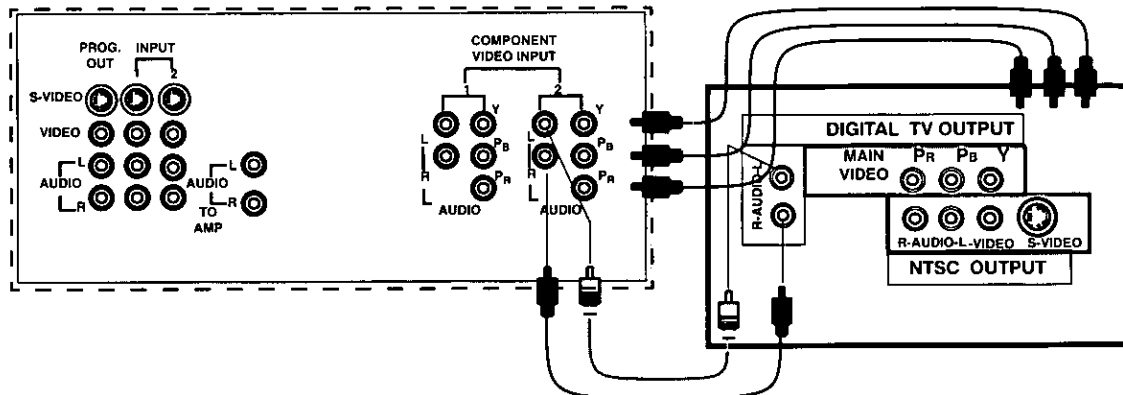 PROG. OUT
INPUT
1 2
S-VIDEO
VIDEO
AUDIO
L
R
AUDIO TO AMP
L
R
COMPONENT
VIDEO INPUT
1
2
Y
PB
PR
L
R
L
AUDIO
Y
PB
PR
L
R
L
AUDIO
DIGITAL TV OUTPUT
MAIN VIDEO
PR PB Y
R-AUDIO-L
R-AUDIO-L-VIDEO S-VIDEO
NTSC OUTPUT